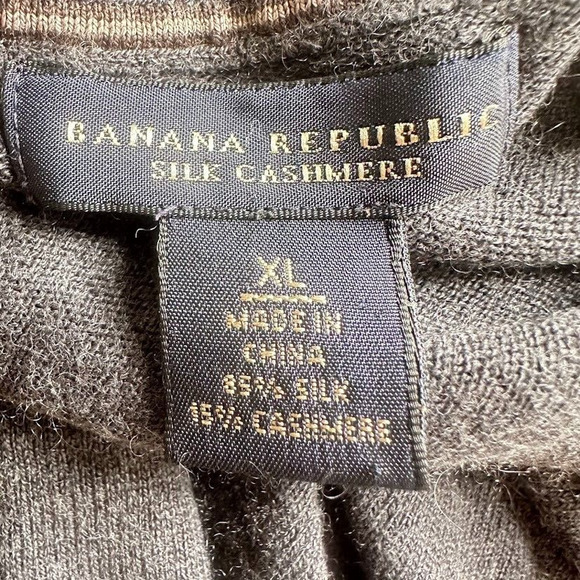 BANANA REPUBLIC
SILK CASHMERE
XL
MADE IN
CHINA
85% SILK
15% CASHMERE